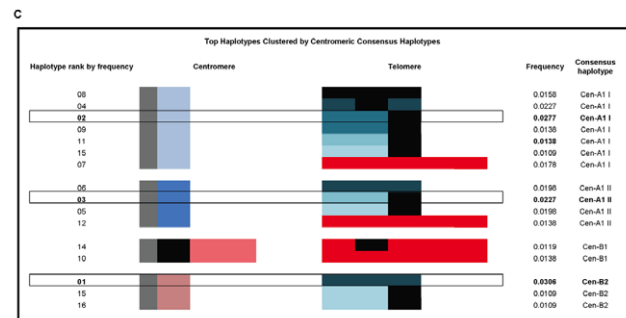 C
Top Haplotypes Clustered by Centromeric Consensus Haplotypes
Haplotype rank by frequency Centromere Telomere Frequency Consensus haplotype
08 0.0158 Cen-A1 I
04 0.0227 Cen-A1 I
02 0.0277 Cen-A1 I
09 0.0138 Cen-A1 I
11 0.0138 Cen-A1 I
15 0.0109 Cen-A1 I
07 0.0178 Cen-A1 I
06 0.0198 Cen-A1 II
03 0.0227 Cen-A1 II
05 0.0198 Cen-A1 II
12 0.0138 Cen-A1 II
14 0.0119 Cen-B1
10 0.0138 Cen-B1
01 0.0306 Cen-B2
15 0.0109 Cen-B2
16 0.0109 Cen-B2